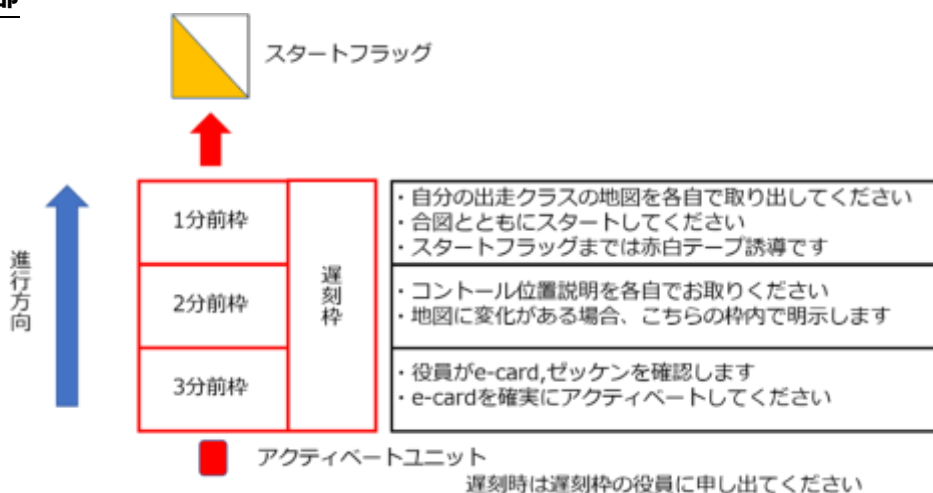 スタートフラッグ
・自分の出走クラスの地図を各自で取り出してください
1分前枠
・合図とともにスタートしてください
・スタートフラッグまでは赤白テープ誘導です
進行方向
遅刻枠
2分前枠
・コントール位置説明を各自でお取りください
・地図に変化がある場合、こちらの枠内で明示します
3分前枠
・役員がe-card,ゼッケンを確認します
・e-cardを確実にアクティベートしてください
アクティベートユニット
遅刻時は遅刻枠の役員に申し出てください